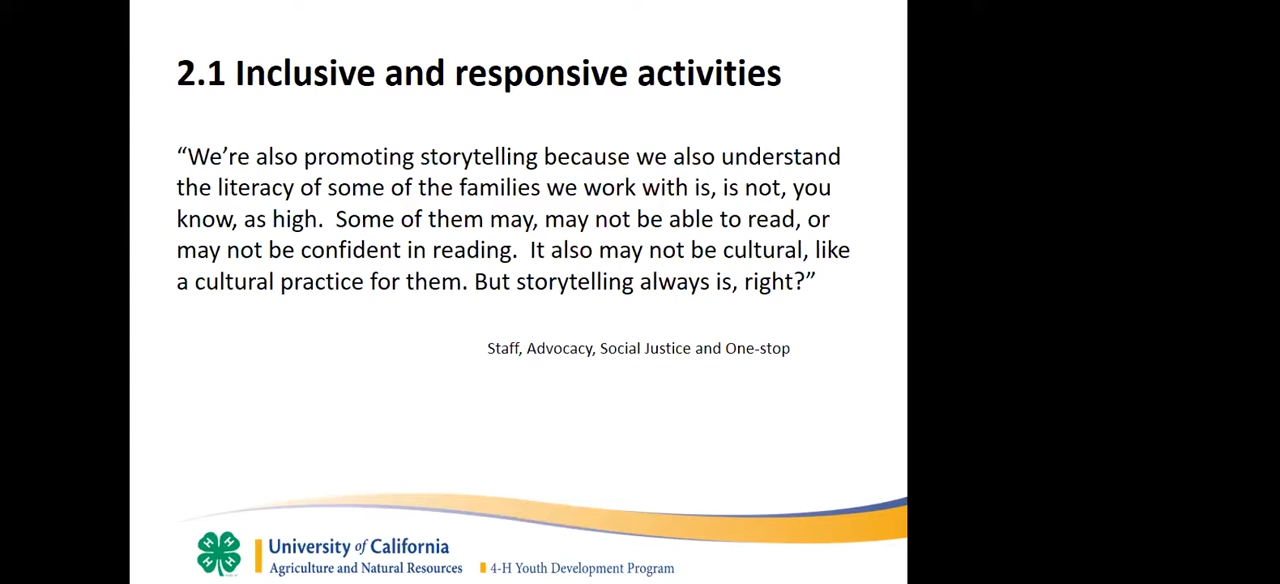 2.1 Inclusive and responsive activities
“We’re also promoting storytelling because we also understand
the literacy of some of the families we work with is, is not, you
know, as high.  Some of them may, may not be able to read, or
may not be confident in reading.  It also may not be cultural, like
a cultural practice for them. But storytelling always is, right?”
Staff, Advocacy, Social Justice and One-stop
H H H H
University of California
Agriculture and Natural Resources
4-H Youth Development Program